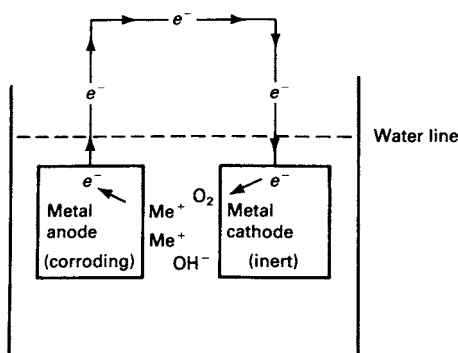 e⁻
e⁻
e⁻
Water line
e⁻
Metal
anode
(corroding)
Me⁺
Me⁺
OH⁻
O₂
e⁻
Metal
cathode
(inert)